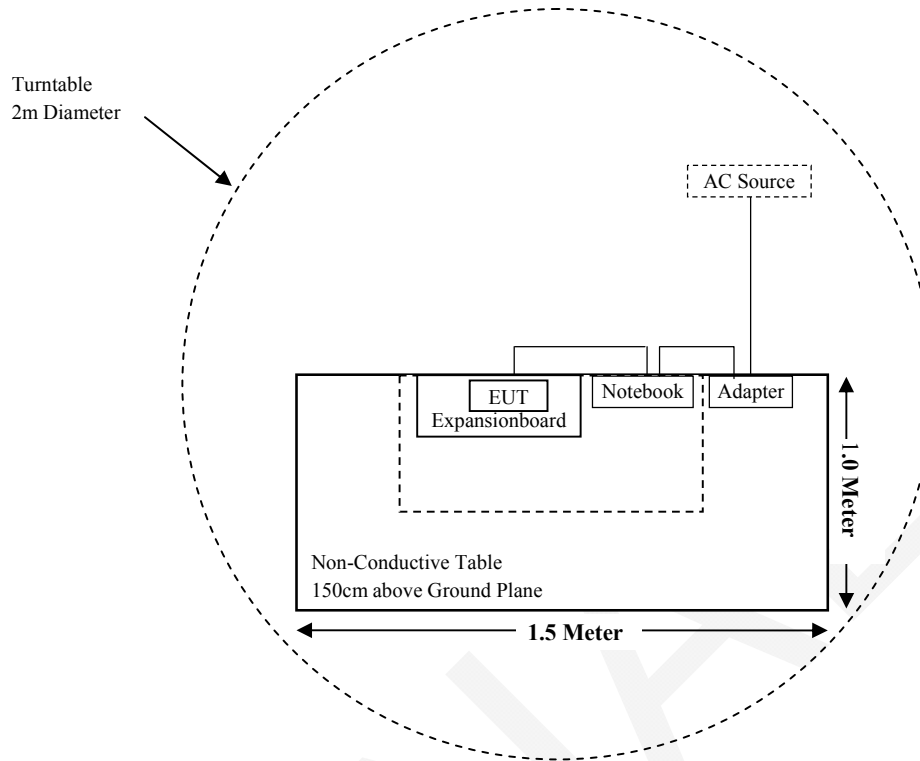 Turntable
2m Diameter
AC Source
EUT
Expansionboard
Notebook
Adapter
1.0 Meter
Non-Conductive Table
150cm above Ground Plane
1.5 Meter